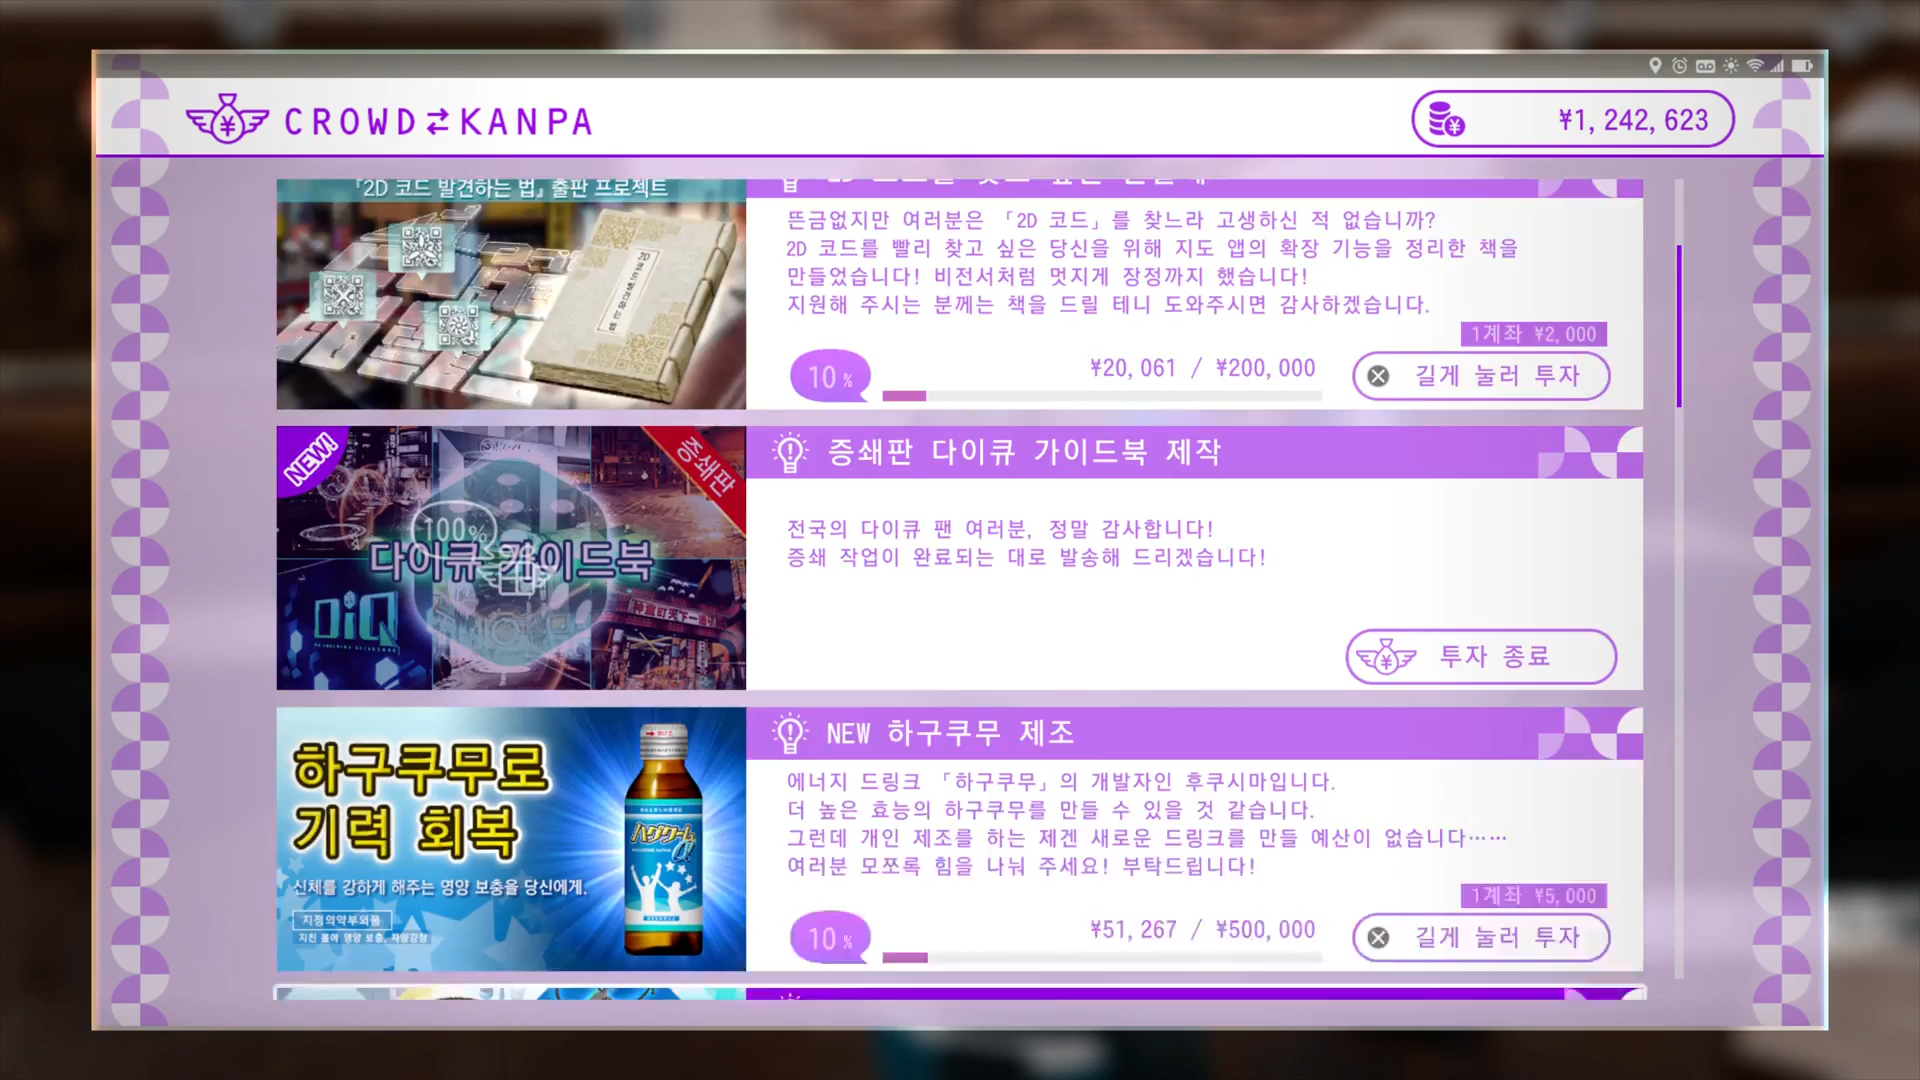 CROWD⇄KANPA
¥1,242,623
『2D 코드 발견하는 법』 출판 프로젝트
뜬금없지만 여러분은 「2D 코드」를 찾느라 고생하신 적 없습니까?
2D 코드를 빨리 찾고 싶은 당신을 위해 지도 앱의 확장 기능을 정리한 책을
만들었습니다! 비전서처럼 멋지게 장정까지 했습니다!
지원해 주시는 분께는 책을 드릴 테니 도와주시면 감사하겠습니다.
1계좌 ¥2,000
10%
¥20,061 / ¥200,000
길게 눌러 투자
NEW!
증쇄판
100%
다이큐 가이드북
DiQ
증쇄판 다이큐 가이드북 제작
전국의 다이큐 팬 여러분, 정말 감사합니다!
증쇄 작업이 완료되는 대로 발송해 드리겠습니다!
투자 종료
하구쿠무로
기력 회복
신체를 강하게 해주는 영양 보충을 당신에게.
지정의약부외품
지친 몸에 영양 보충, 자양강장
ハグクーム
α
NEW 하구쿠무 제조
에너지 드링크 「하구쿠무」의 개발자인 후쿠시마입니다.
더 높은 효능의 하구쿠무를 만들 수 있을 것 같습니다.
그런데 개인 제조를 하는 제겐 새로운 드링크를 만들 예산이 없습니다……
여러분 모쪼록 힘을 나눠 주세요! 부탁드립니다!
1계좌 ¥5,000
10%
¥51,267 / ¥500,000
길게 눌러 투자